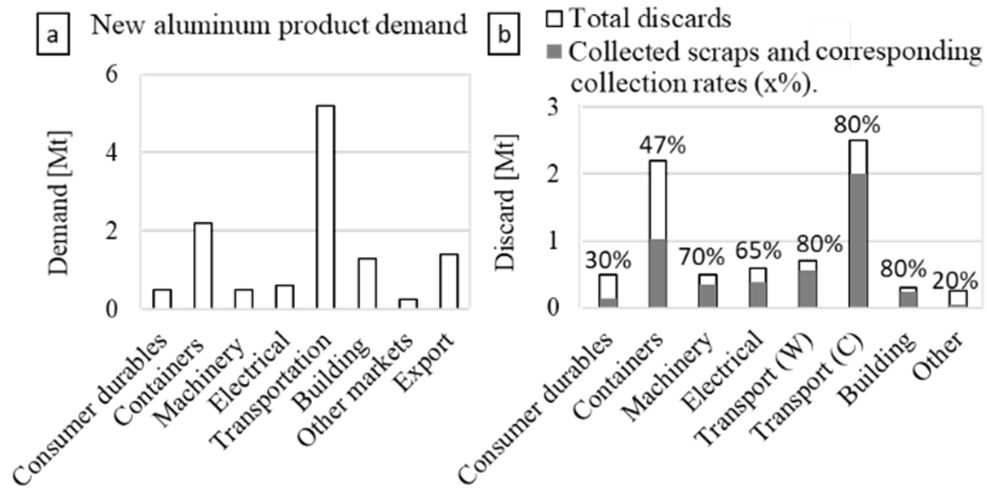 a New aluminum product demand
Demand [Mt]
6
4
2
0
Consumer durables
Containers
Machinery
Electrical
Transportation
Building
Other markets
Export
b
Total discards
Collected scraps and corresponding
collection rates (x%).
Discard [Mt]
3
2
1
0
30%
47%
70%
65%
80%
80%
80%
20%
Consumer durables
Containers
Machinery
Electrical
Transport (W)
Transport (C)
Building
Other